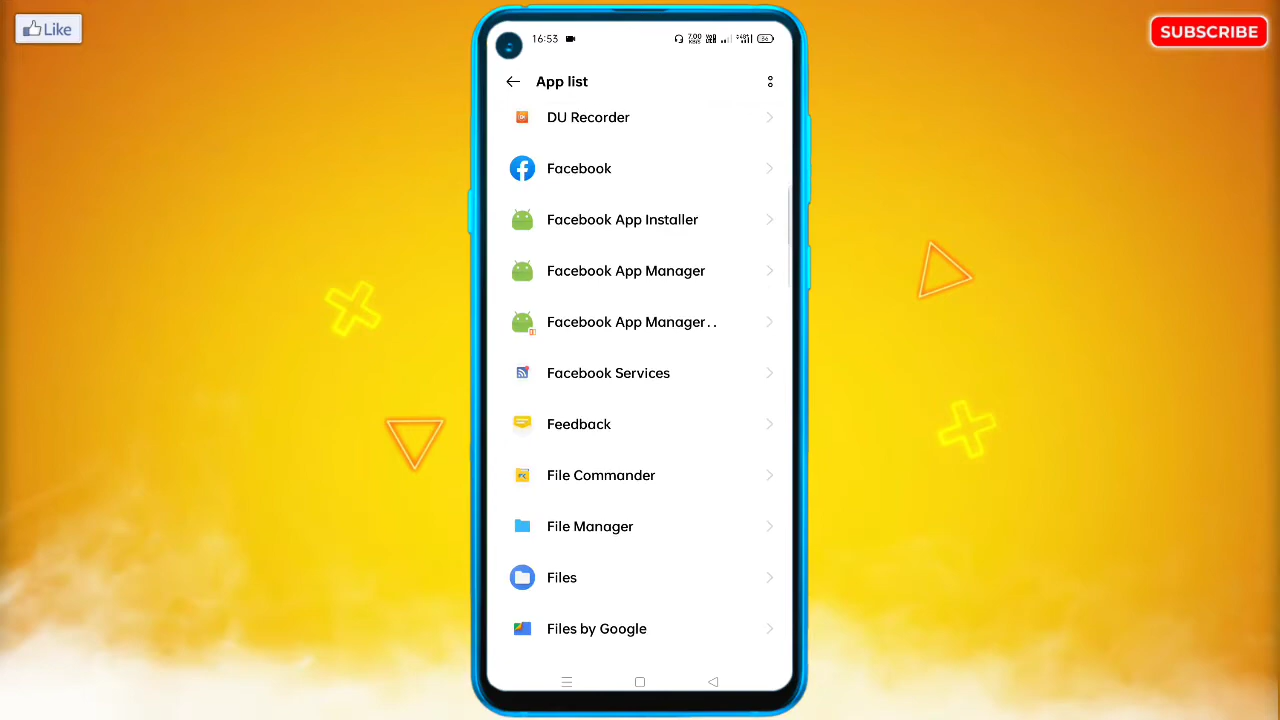 Like
SUBSCRIBE
16:53
App list
DU Recorder
Facebook
Facebook App Installer
Facebook App Manager
Facebook App Manager..
Facebook Services
Feedback
File Commander
File Manager
Files
Files by Google